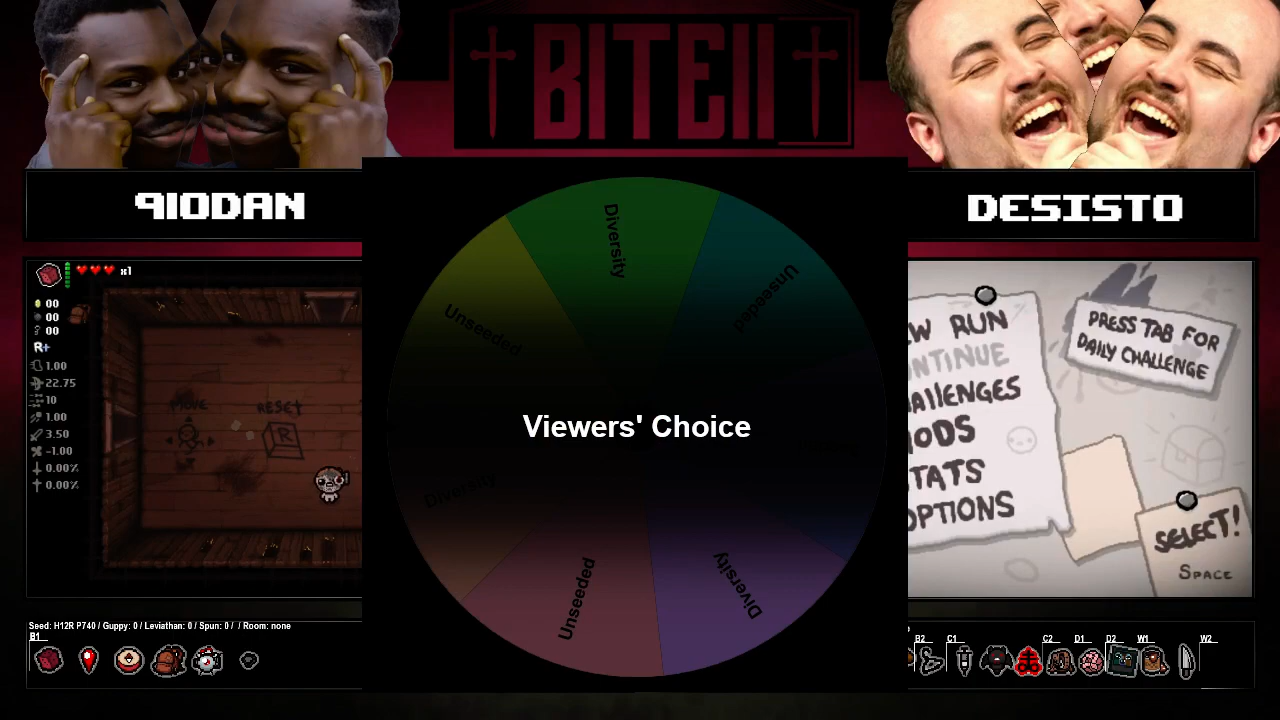 BITEII
910DAN
DESISTO
x1
00
00
00
R+
1.00
22.75
10
1.00
3.50
-1.00
0.00%
0.00%
MOVE
RESET
R
Diversity
Unseeded
Unseeded
Viewers' Choice
Diversity
Unseeded
Diversity
W RUN
NTINUE
ALLENGES
ODS
TATS
OPTIONS
PRESS TAB FOR
DAILY CHALLENGE
SELECT!
SPACE
Seed: H12R P740 / Guppy: 0 / Leviathan: 0 / Spun: 0 / / Room: none
B1
B2 C1 C2 D1 D2 W1 W2